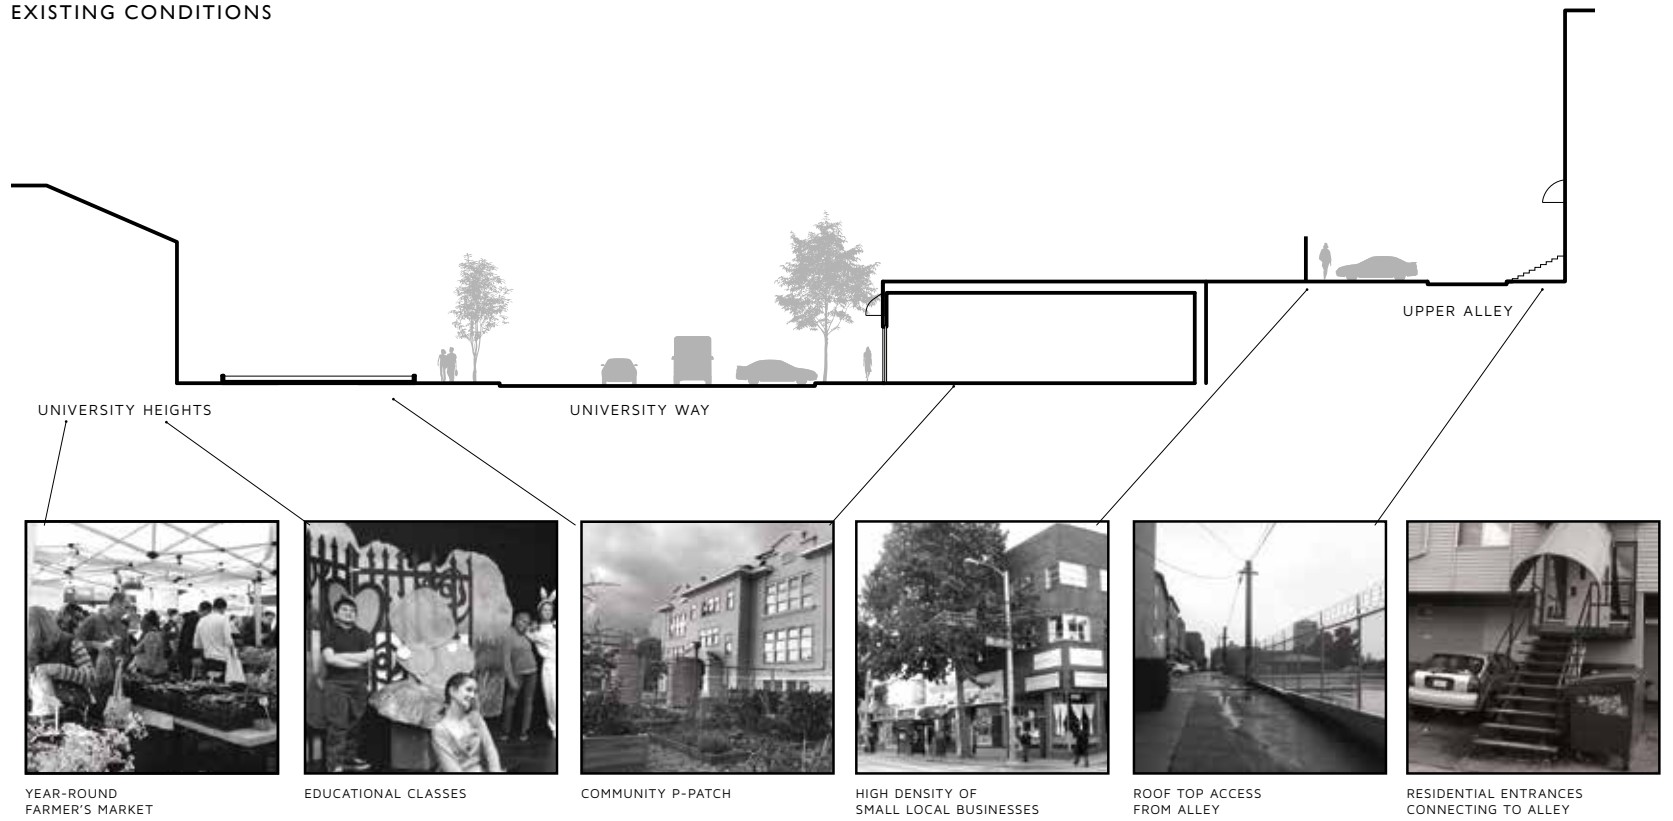 EXISTING CONDITIONS
UPPER ALLEY
UNIVERSITY HEIGHTS
UNIVERSITY WAY
YEAR-ROUND
FARMER'S MARKET
EDUCATIONAL CLASSES
COMMUNITY P-PATCH
HIGH DENSITY OF
SMALL LOCAL BUSINESSES
ROOF TOP ACCESS
FROM ALLEY
RESIDENTIAL ENTRANCES
CONNECTING TO ALLEY